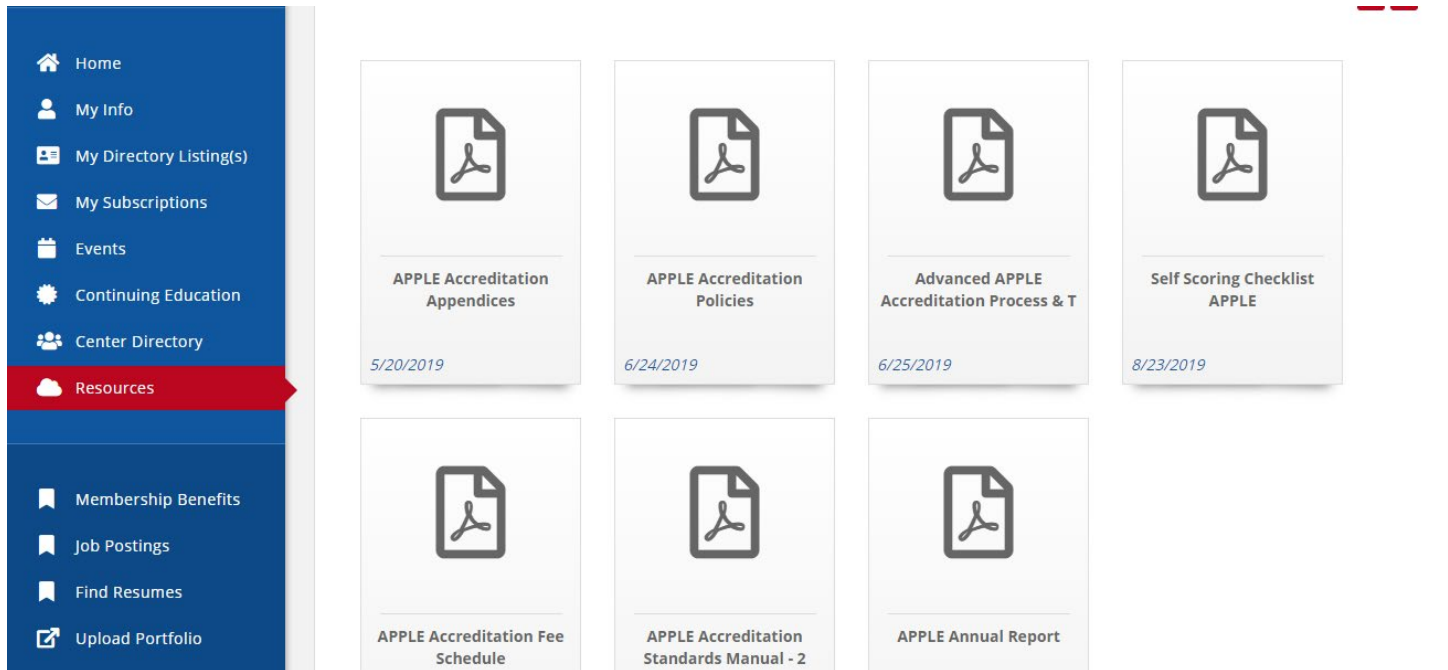 Home
My Info
My Directory Listing(s)
My Subscriptions
Events
Continuing Education
Center Directory
Resources
Membership Benefits
Job Postings
Find Resumes
Upload Portfolio
APPLE Accreditation
Appendices
5/20/2019
APPLE Accreditation
Policies
6/24/2019
Advanced APPLE
Accreditation Process & T
6/25/2019
Self Scoring Checklist
APPLE
8/23/2019
APPLE Accreditation Fee
Schedule
APPLE Accreditation
Standards Manual - 2
APPLE Annual Report